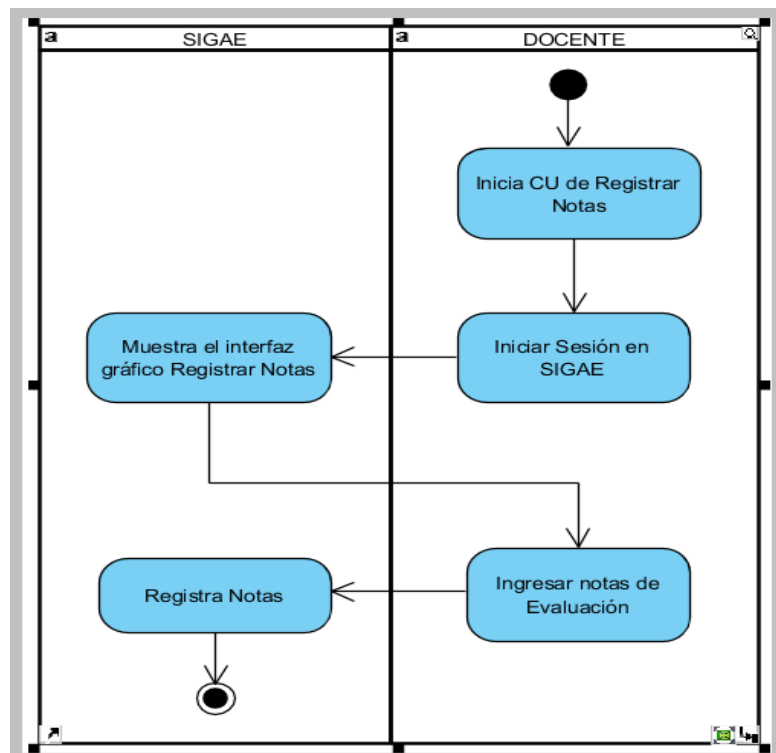 a SIGAE
a DOCENTE
Inicia CU de Registrar
Notas
Iniciar Sesión en
SIGAE
Muestra el interfaz
gráfico Registrar Notas
Ingresar notas de
Evaluación
Registra Notas